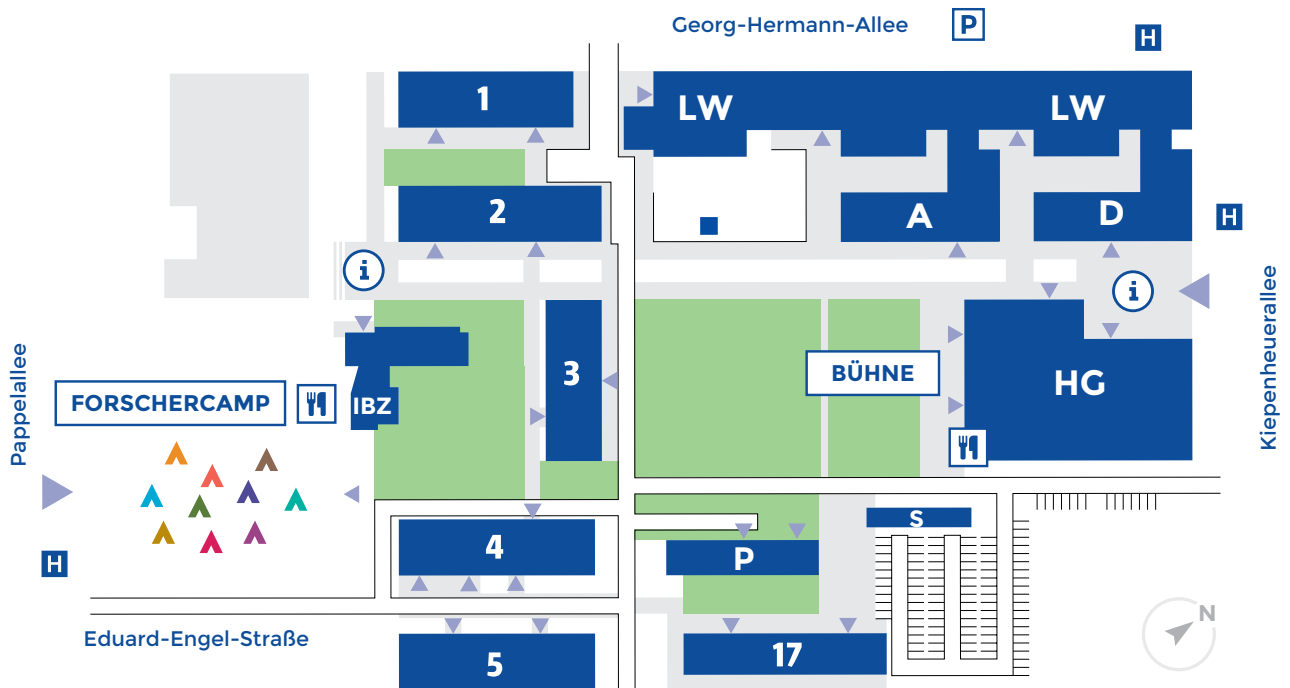 Georg-Hermann-Allee
P
H
1
LW
LW
2
A
D
H
i
i
Kiepenheuerallee
3
BÜHNE
HG
Pappelallee
FORSCHERCAMP
IBZ
S
4
P
H
N
Eduard-Engel-Straße
5
17